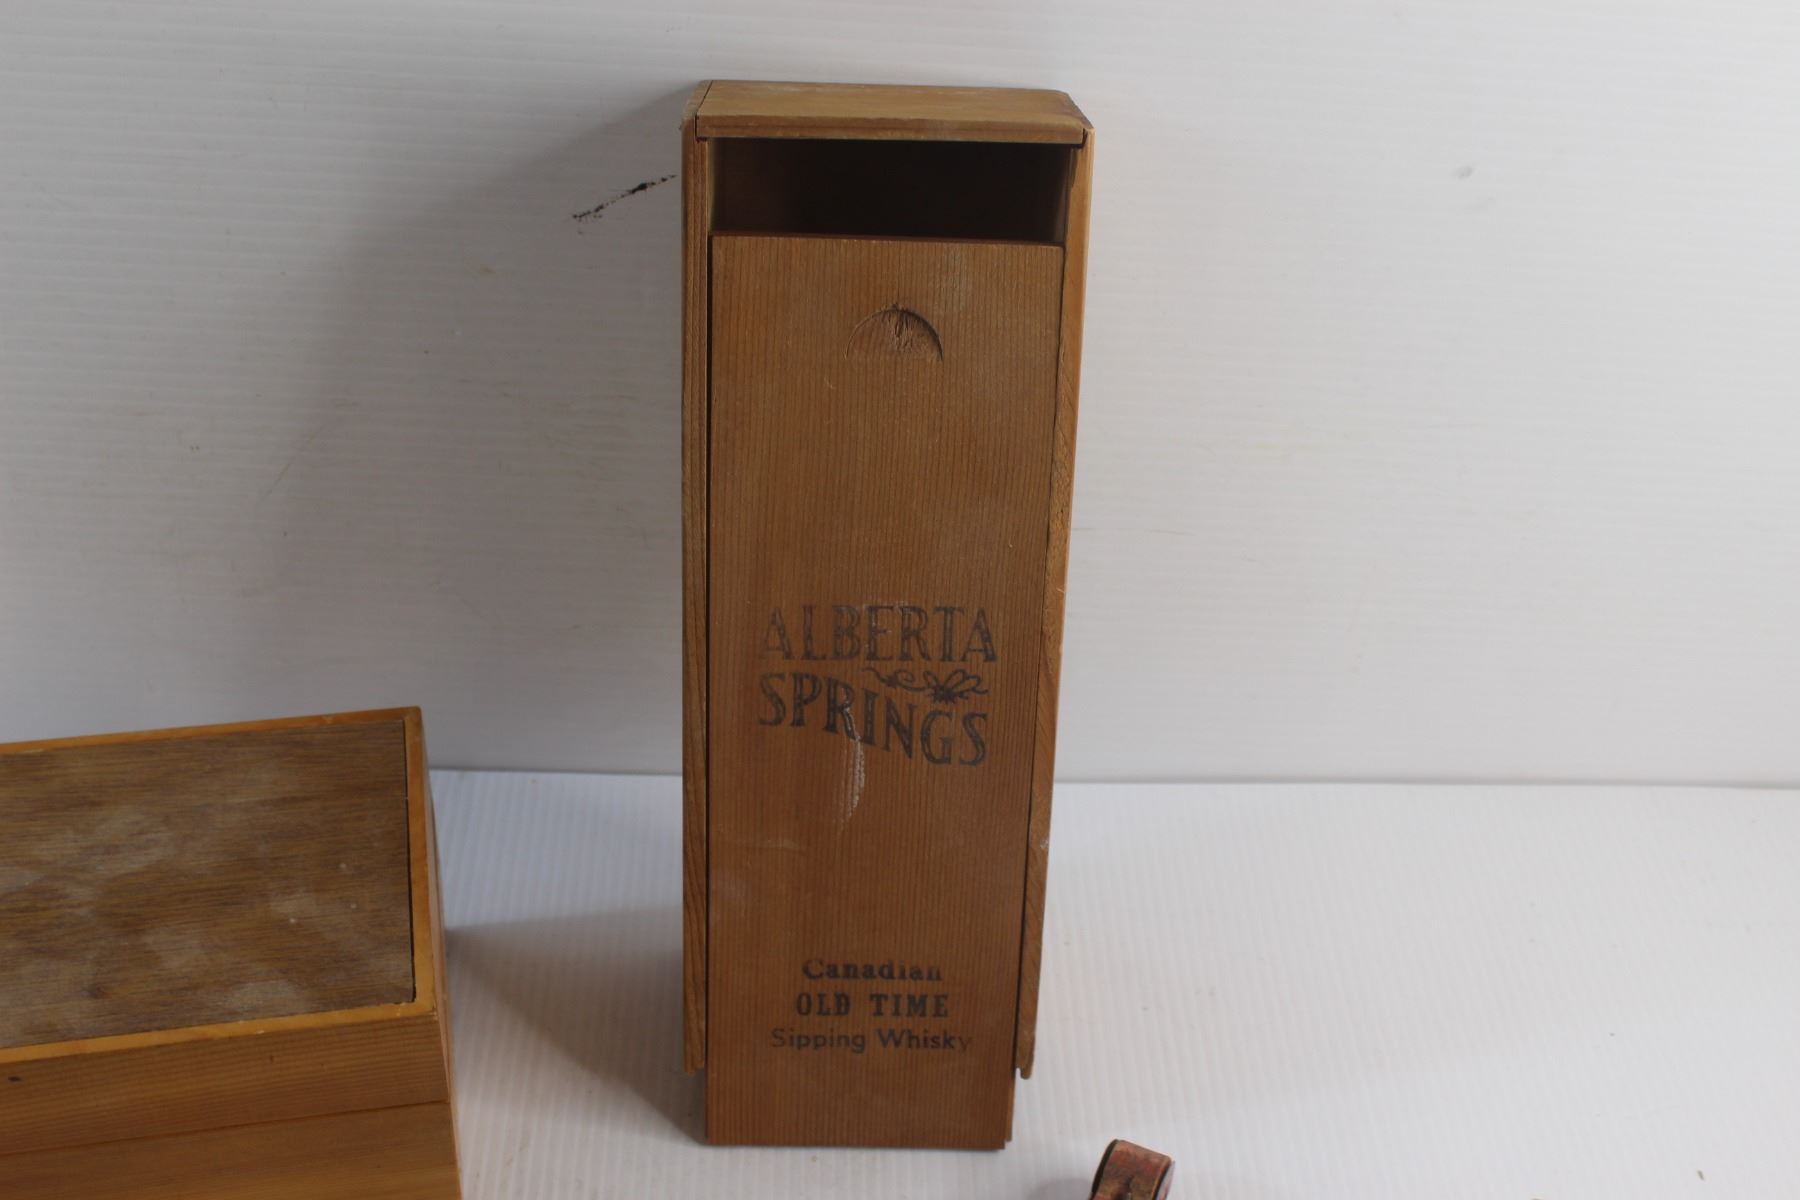 ALBERTA
SPRINGS
Canadian
OLD TIME
Sipping Whisky